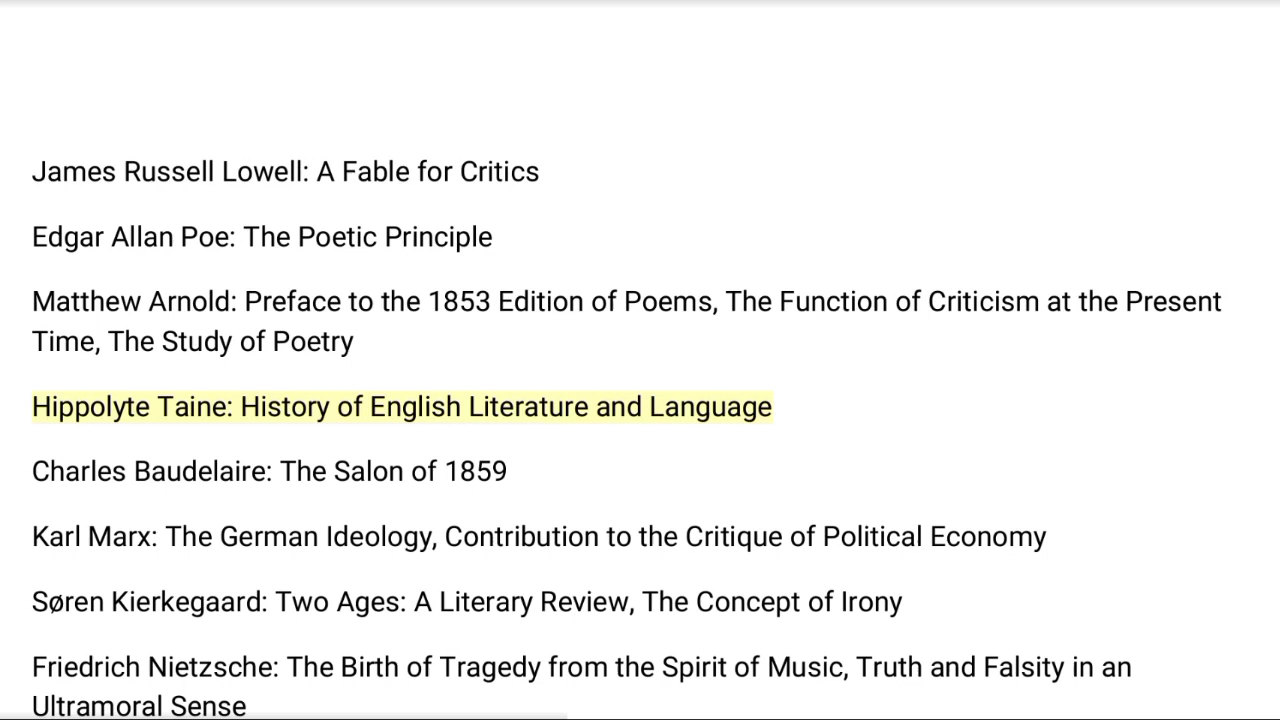 James Russell Lowell: A Fable for Critics
Edgar Allan Poe: The Poetic Principle
Matthew Arnold: Preface to the 1853 Edition of Poems, The Function of Criticism at the Present
Time, The Study of Poetry
Hippolyte Taine: History of English Literature and Language
Charles Baudelaire: The Salon of 1859
Karl Marx: The German Ideology, Contribution to the Critique of Political Economy
Søren Kierkegaard: Two Ages: A Literary Review, The Concept of Irony
Friedrich Nietzsche: The Birth of Tragedy from the Spirit of Music, Truth and Falsity in an
Ultramoral Sense